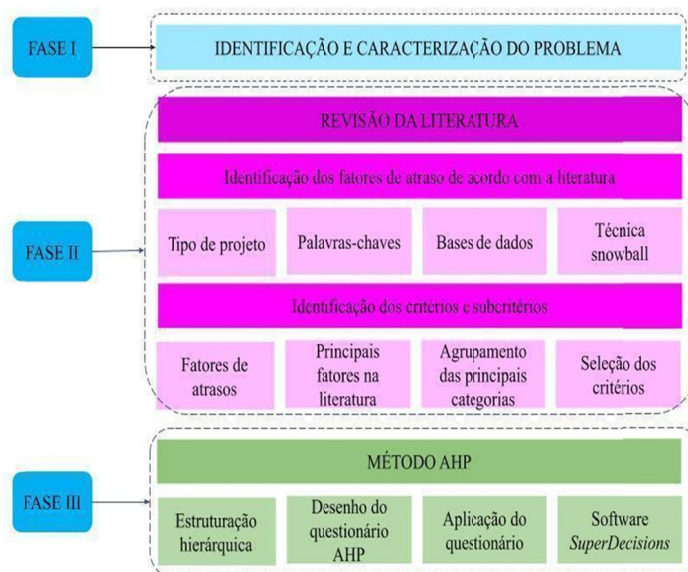 FASE I
IDENTIFICAÇÃO E CARACTERIZAÇÃO DO PROBLEMA
FASE II
REVISÃO DA LITERATURA
Identificação dos fatores de atraso de acordo com a literatura
Tipo de projeto
Palavras-chaves
Bases de dados
Técnica
snowball
Identificação dos critérios e subcritérios
Fatores de
atrasos
Principais
fatores na
literatura
Agrupamento
das principais
categorias
Seleção dos
critérios
FASE III
MÉTODO AHP
Estruturação
hierárquica
Desenho do
questionário
AHP
Aplicação do
questionário
Software
SuperDecisions